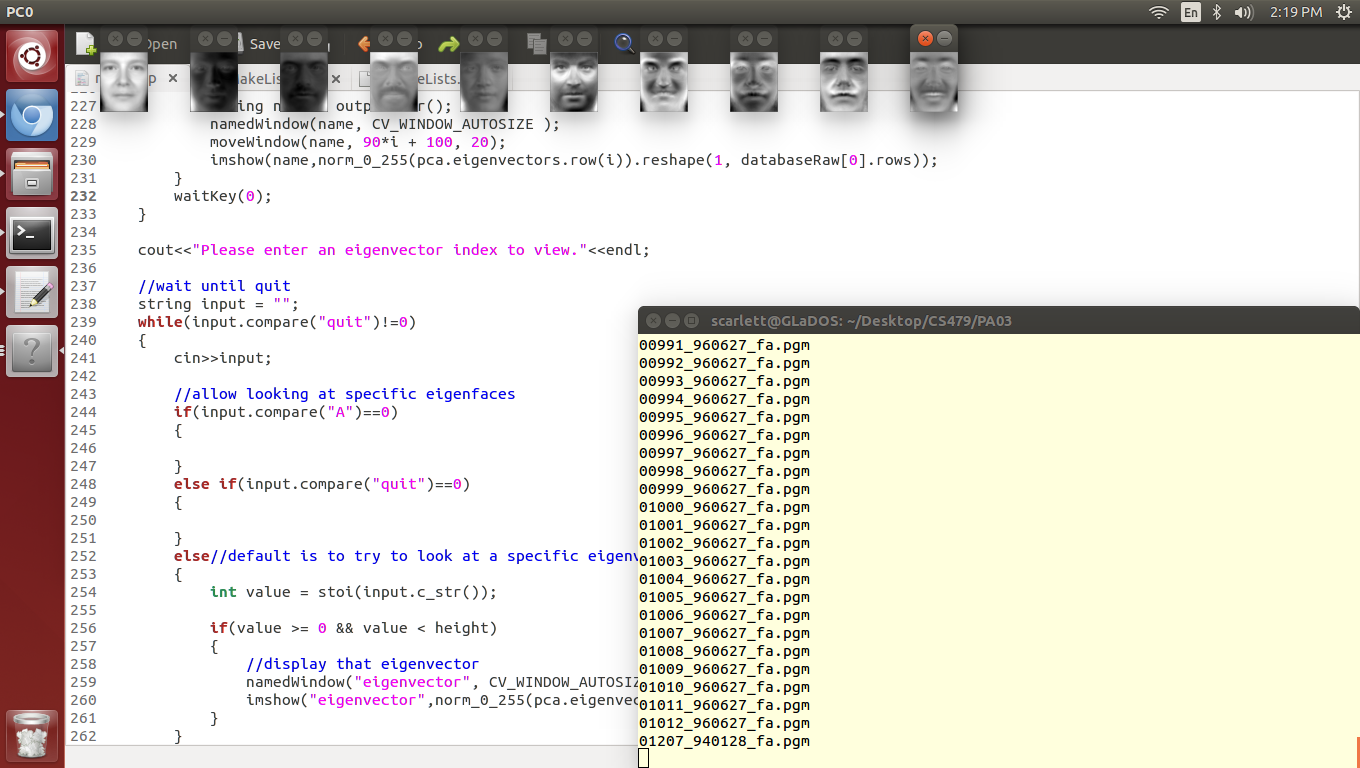 PC0
En
2:19 PM
Open
Save
p
akeLis
eLists.
227 ing n outp r();
228 namedWindow(name, CV_WINDOW_AUTOSIZE );
229 moveWindow(name, 90*i + 100, 20);
230 imshow(name,norm_0_255(pca.eigenvectors.row(i)).reshape(1, databaseRaw[0].rows));
231 }
232 waitKey(0);
233 }
234
235 cout<<"Please enter an eigenvector index to view."<<endl;
236
237 //wait until quit
238 string input = "";
239 while(input.compare("quit")!=0)
240 {
241 cin>>input;
242
243 //allow looking at specific eigenfaces
244 if(input.compare("A")==0)
245 {
246
247 }
248 else if(input.compare("quit")==0)
249 {
250
251 }
252 else//default is to try to look at a specific eigenv
253 {
254 int value = stoi(input.c_str());
255
256 if(value >= 0 && value < height)
257 {
258 //display that eigenvector
259 namedWindow("eigenvector", CV_WINDOW_AUTOSIZ
260 imshow("eigenvector",norm_0_255(pca.eigenvec
261 }
262 }
scarlett@GLaDOS: ~/Desktop/CS479/PA03
00991_960627_fa.pgm
00992_960627_fa.pgm
00993_960627_fa.pgm
00994_960627_fa.pgm
00995_960627_fa.pgm
00996_960627_fa.pgm
00997_960627_fa.pgm
00998_960627_fa.pgm
00999_960627_fa.pgm
01000_960627_fa.pgm
01001_960627_fa.pgm
01002_960627_fa.pgm
01003_960627_fa.pgm
01004_960627_fa.pgm
01005_960627_fa.pgm
01006_960627_fa.pgm
01007_960627_fa.pgm
01008_960627_fa.pgm
01009_960627_fa.pgm
01010_960627_fa.pgm
01011_960627_fa.pgm
01012_960627_fa.pgm
01207_940128_fa.pgm